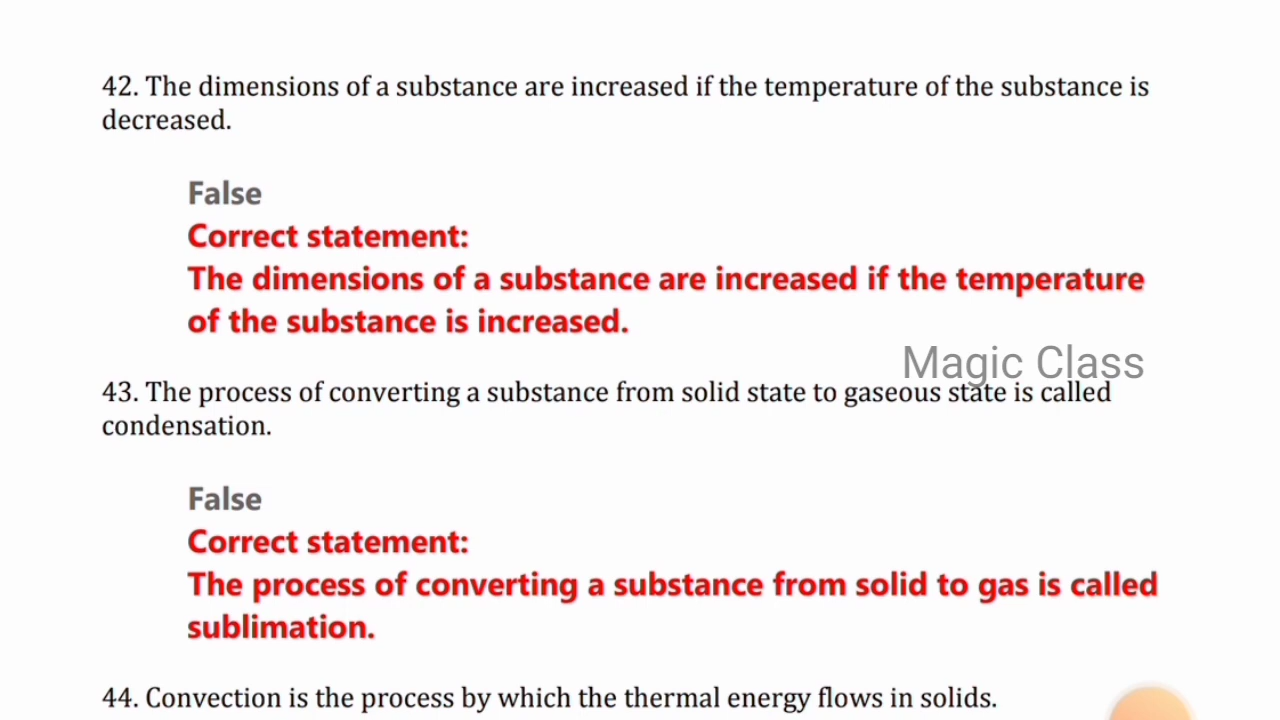 42. The dimensions of a substance are increased if the temperature of the substance is
decreased.
False
Correct statement:
The dimensions of a substance are increased if the temperature
of the substance is increased.
Magic Class
43. The process of converting a substance from solid state to gaseous state is called
condensation.
False
Correct statement:
The process of converting a substance from solid to gas is called
sublimation.
44. Convection is the process by which the thermal energy flows in solids.